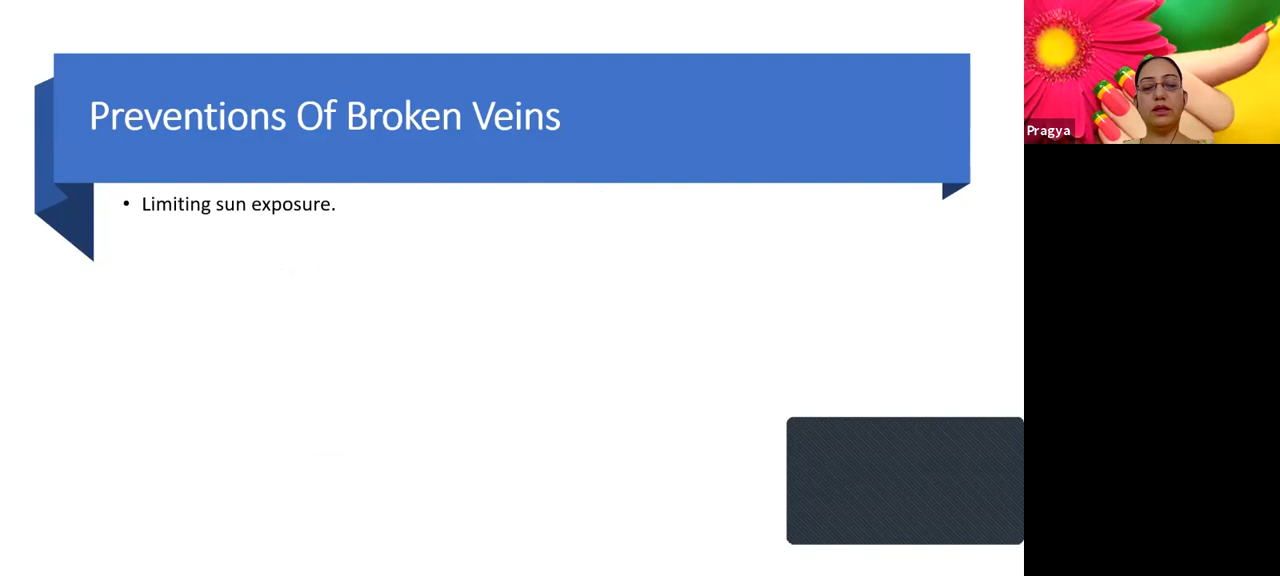 Preventions Of Broken Veins
• Limiting sun exposure.
Pragya